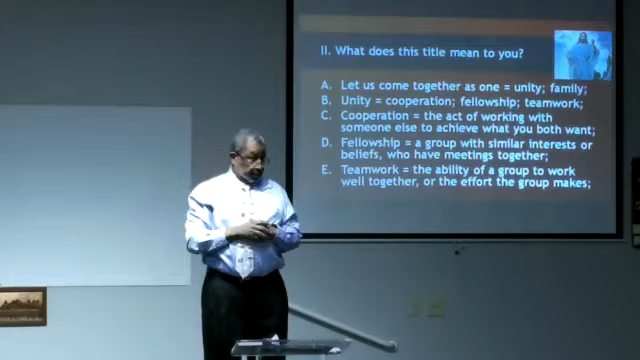 II. What does this title mean to you?
A. Let us come together as one = unity; family;
B. Unity = cooperation; fellowship; teamwork;
C. Cooperation = the act of working with
someone else to achieve what you both want;
D. Fellowship = a group with similar interests or
beliefs, who have meetings together;
E. Teamwork = the ability of a group to work
well together, or the effort the group makes;